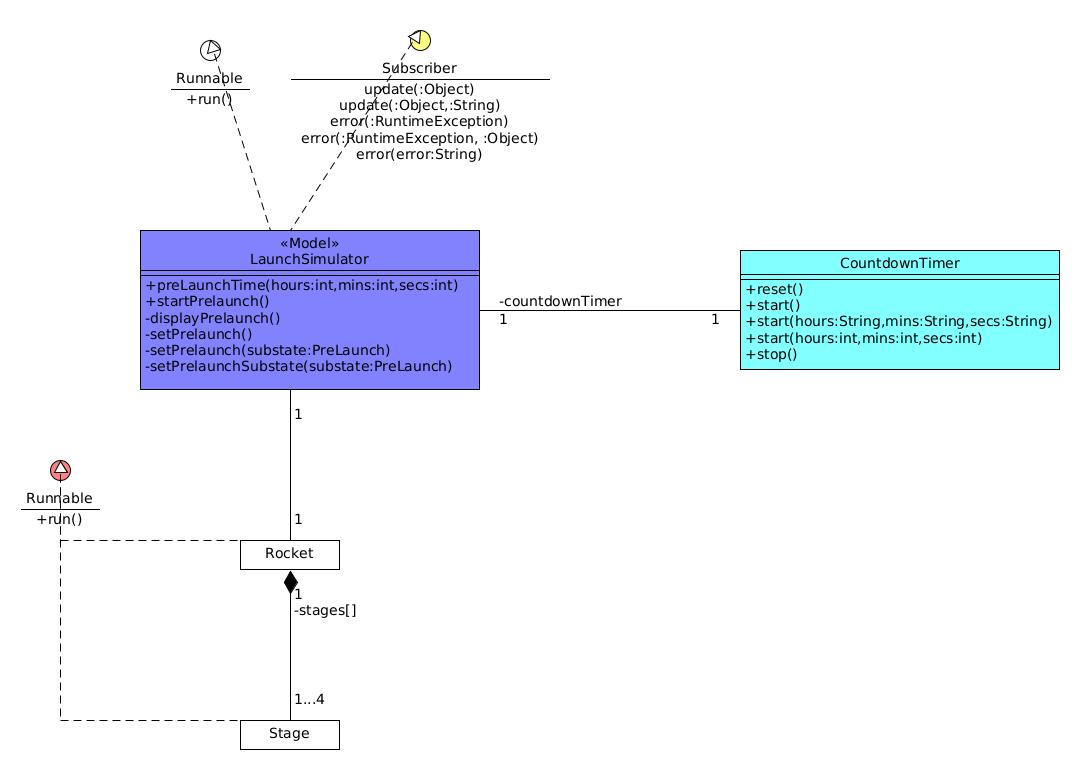 Runnable
+run()
Subscriber
update(:Object)
update(:Object,:String)
error(:RuntimeException)
error(:RuntimeException, :Object)
error(error:String)
«Model»
LaunchSimulator
+preLaunchTime(hours:int,mins:int,secs:int)
+startPrelaunch()
-displayPrelaunch()
-setPrelaunch()
-setPrelaunch(substate:PreLaunch)
-setPrelaunchSubstate(substate:PreLaunch)
-countdownTimer
1
1
CountdownTimer
+reset()
+start()
+start(hours:String,mins:String,secs:String)
+start(hours:int,mins:int,secs:int)
+stop()
1
Runnable
+run()
1
Rocket
1
-stages[]
1...4
Stage